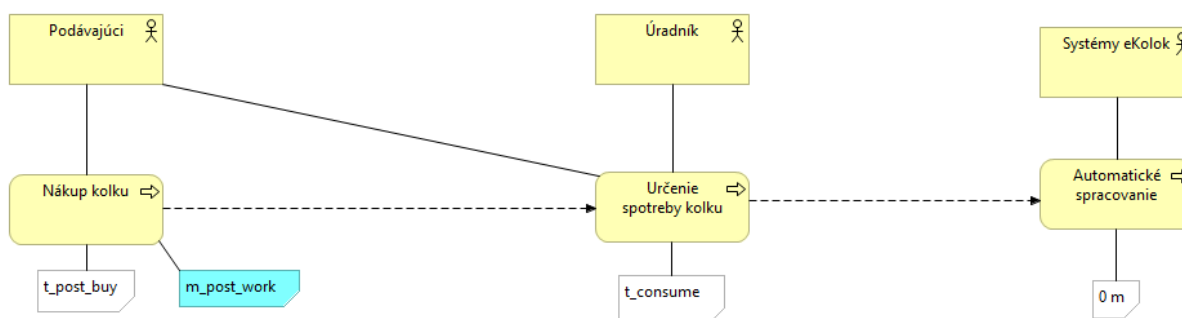 Podávajúci
Úradník
Systémy eKolok
Nákup kolku
Určenie
spotreby kolku
Automatické
spracovanie
t_post_buy
m_post_work
t_consume
0 m